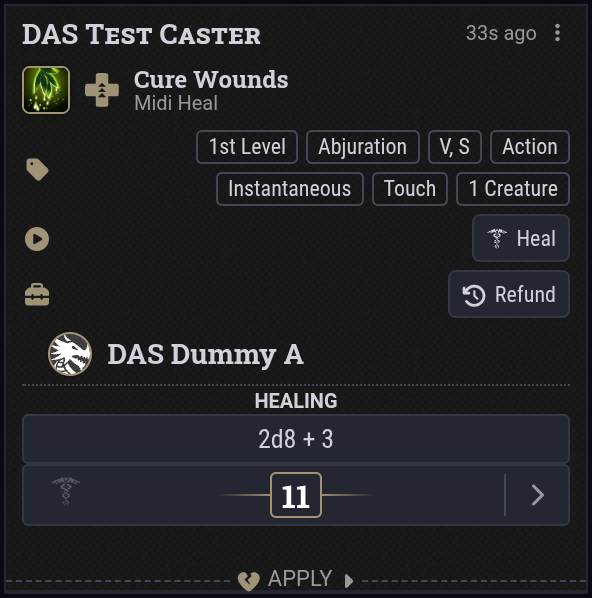 DAS Test Caster
33s ago
Cure Wounds
Midi Heal
1st Level
Abjuration
V, S
Action
Instantaneous
Touch
1 Creature
Heal
Refund
DAS Dummy A
HEALING
2d8 + 3
11
APPLY